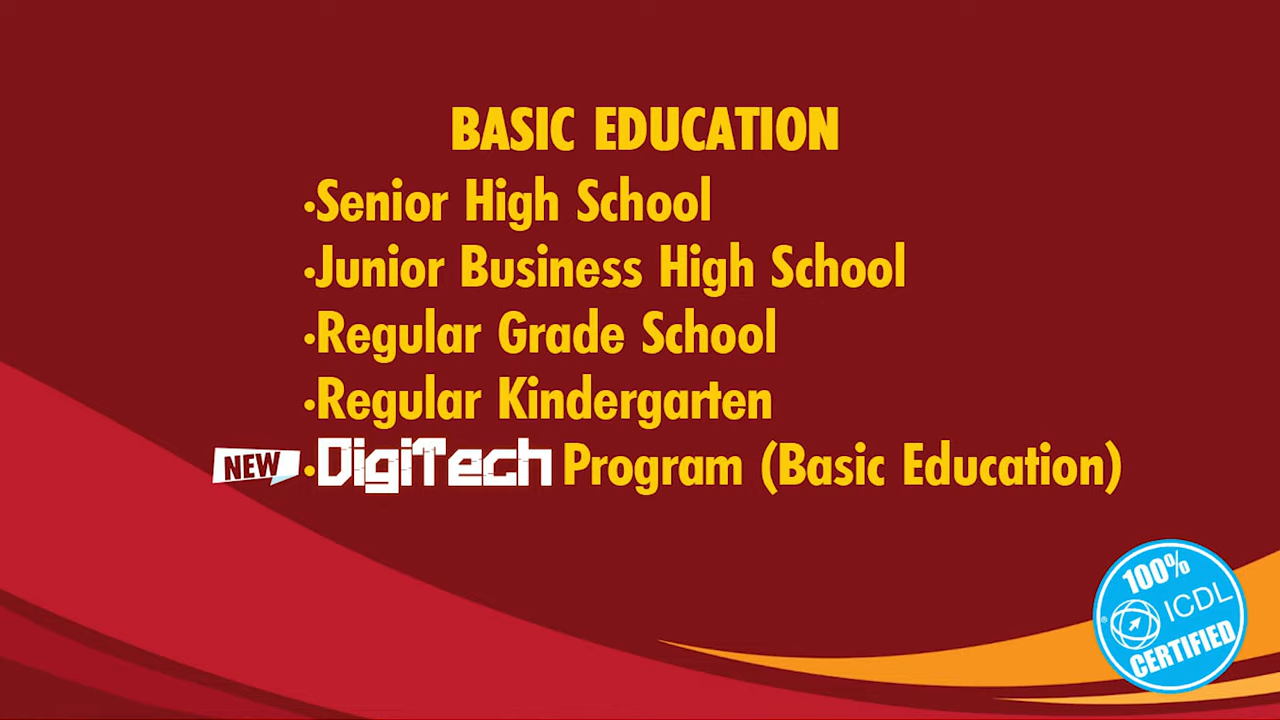 BASIC EDUCATION
•Senior High School
•Junior Business High School
•Regular Grade School
•Regular Kindergarten
NEW •DigiTech Program (Basic Education)
100%
® ICDL
CERTIFIED